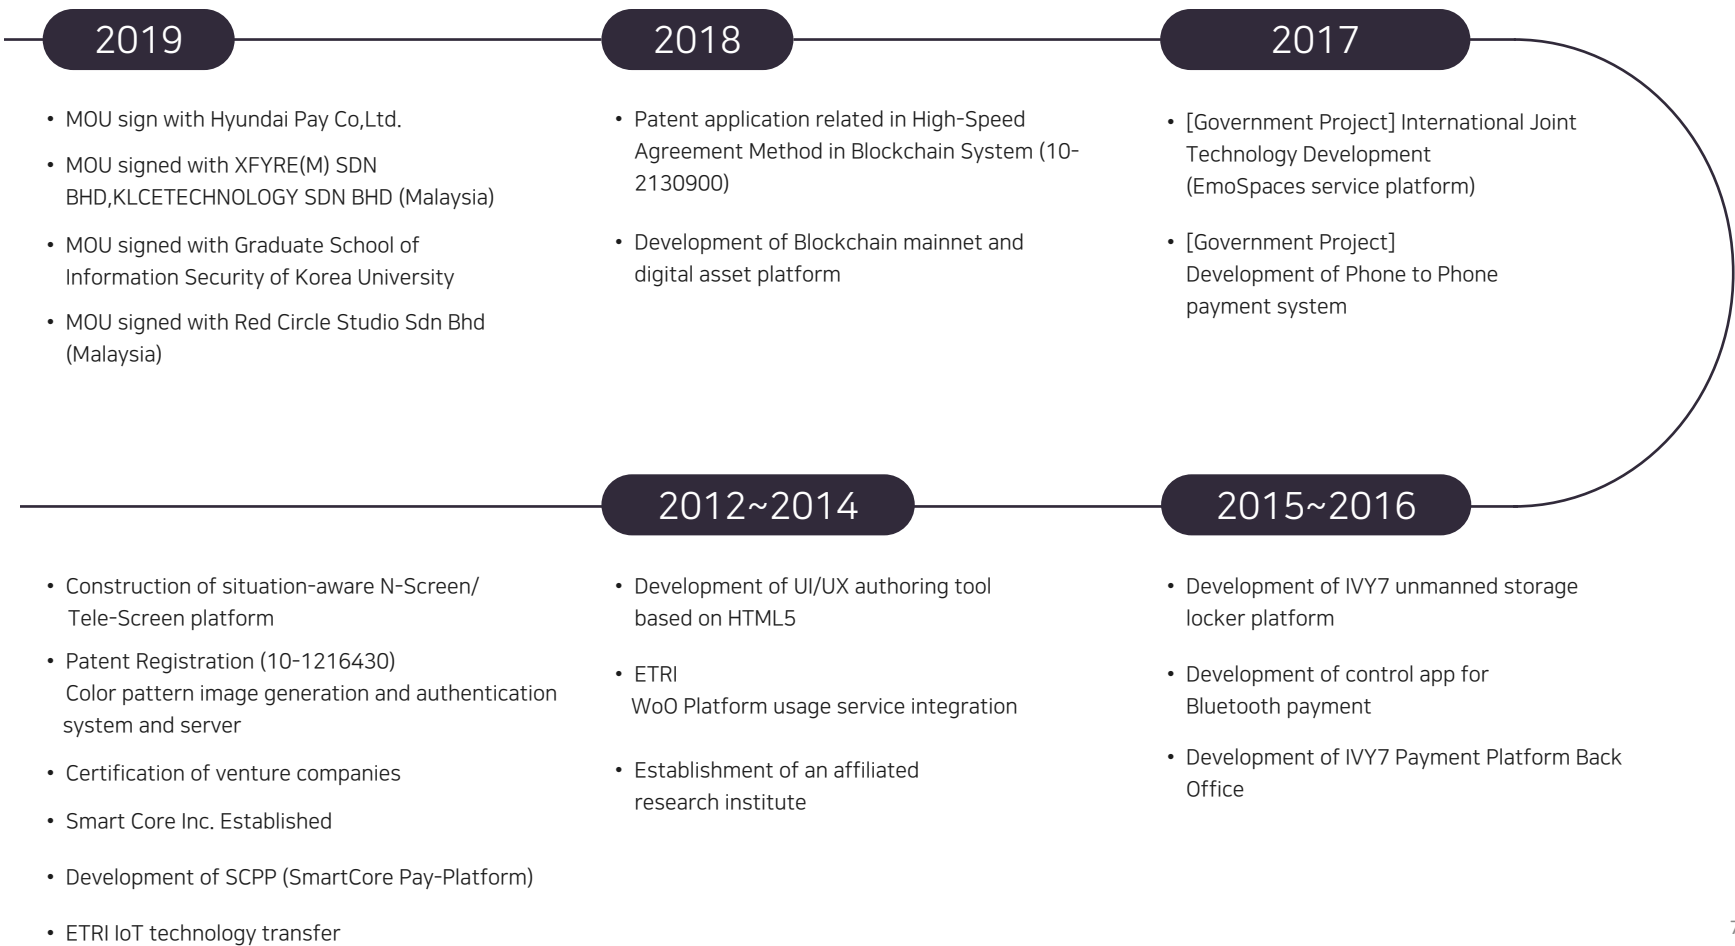 2019
• MOU sign with Hyundai Pay Co,Ltd.
• MOU signed with XFYRE(M) SDN
BHD,KLCETECHNOLOGY SDN BHD (Malaysia)
• MOU signed with Graduate School of
Information Security of Korea University
• MOU signed with Red Circle Studio Sdn Bhd
(Malaysia)
2018
• Patent application related in High-Speed
Agreement Method in Blockchain System (10-
2130900)
• Development of Blockchain mainnet and
digital asset platform
2017
• [Government Project] International Joint
Technology Development
(EmoSpaces service platform)
• [Government Project]
Development of Phone to Phone
payment system
• Construction of situation-aware N-Screen/
Tele-Screen platform
• Patent Registration (10-1216430)
Color pattern image generation and authentication
system and server
• Certification of venture companies
• Smart Core Inc. Established
• Development of SCPP (SmartCore Pay-Platform)
• ETRI IoT technology transfer
2012~2014
• Development of UI/UX authoring tool
based on HTML5
• ETRI
WoO Platform usage service integration
• Establishment of an affiliated
research institute
2015~2016
• Development of IVY7 unmanned storage
locker platform
• Development of control app for
Bluetooth payment
• Development of IVY7 Payment Platform Back
Office